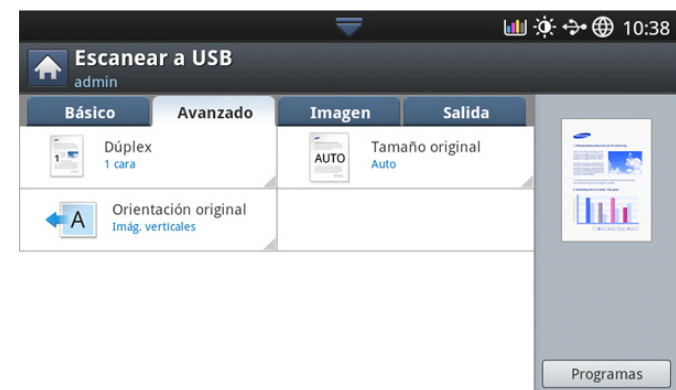 10:38
Escanear a USB
admin
Básico
Avanzado
Imagen
Salida
Dúplex
1 cara
1
AUTO
Tamaño original
Auto
A
Orientación original
Imág. verticales
Programas